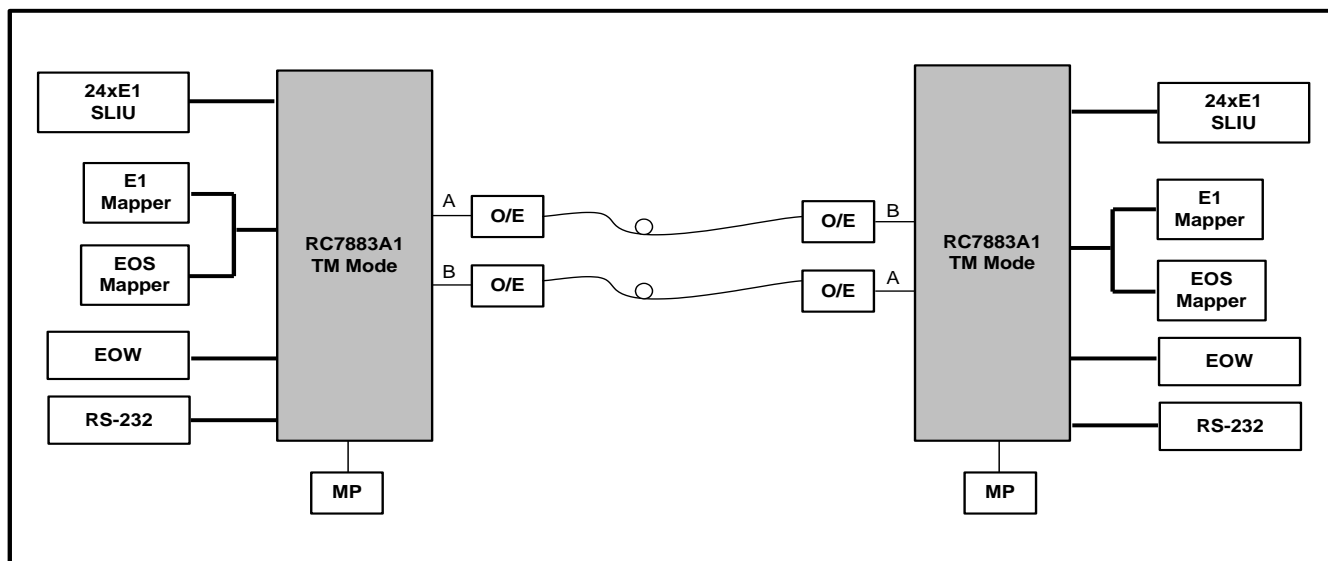 24xE1
SLIU
E1
Mapper
EOS
Mapper
EOW
RS-232
RC7883A1
TM Mode
MP
A
O/E
B
O/E
O/E
B
O/E
A
RC7883A1
TM Mode
MP
24xE1
SLIU
E1
Mapper
EOS
Mapper
EOW
RS-232